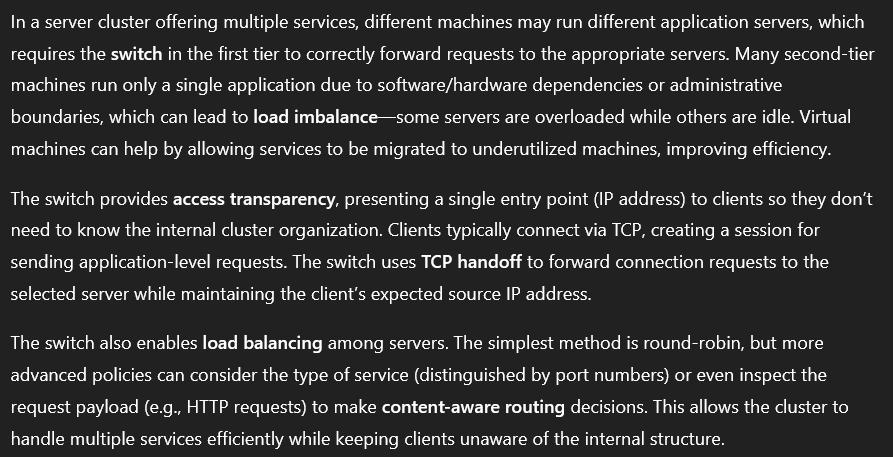 In a server cluster offering multiple services, different machines may run different application servers, which
requires the switch in the first tier to correctly forward requests to the appropriate servers. Many second-tier
machines run only a single application due to software/hardware dependencies or administrative
boundaries, which can lead to load imbalance—some servers are overloaded while others are idle. Virtual
machines can help by allowing services to be migrated to underutilized machines, improving efficiency.
The switch provides access transparency, presenting a single entry point (IP address) to clients so they don’t
need to know the internal cluster organization. Clients typically connect via TCP, creating a session for
sending application-level requests. The switch uses TCP handoff to forward connection requests to the
selected server while maintaining the client’s expected source IP address.
The switch also enables load balancing among servers. The simplest method is round-robin, but more
advanced policies can consider the type of service (distinguished by port numbers) or even inspect the
request payload (e.g., HTTP requests) to make content-aware routing decisions. This allows the cluster to
handle multiple services efficiently while keeping clients unaware of the internal structure.